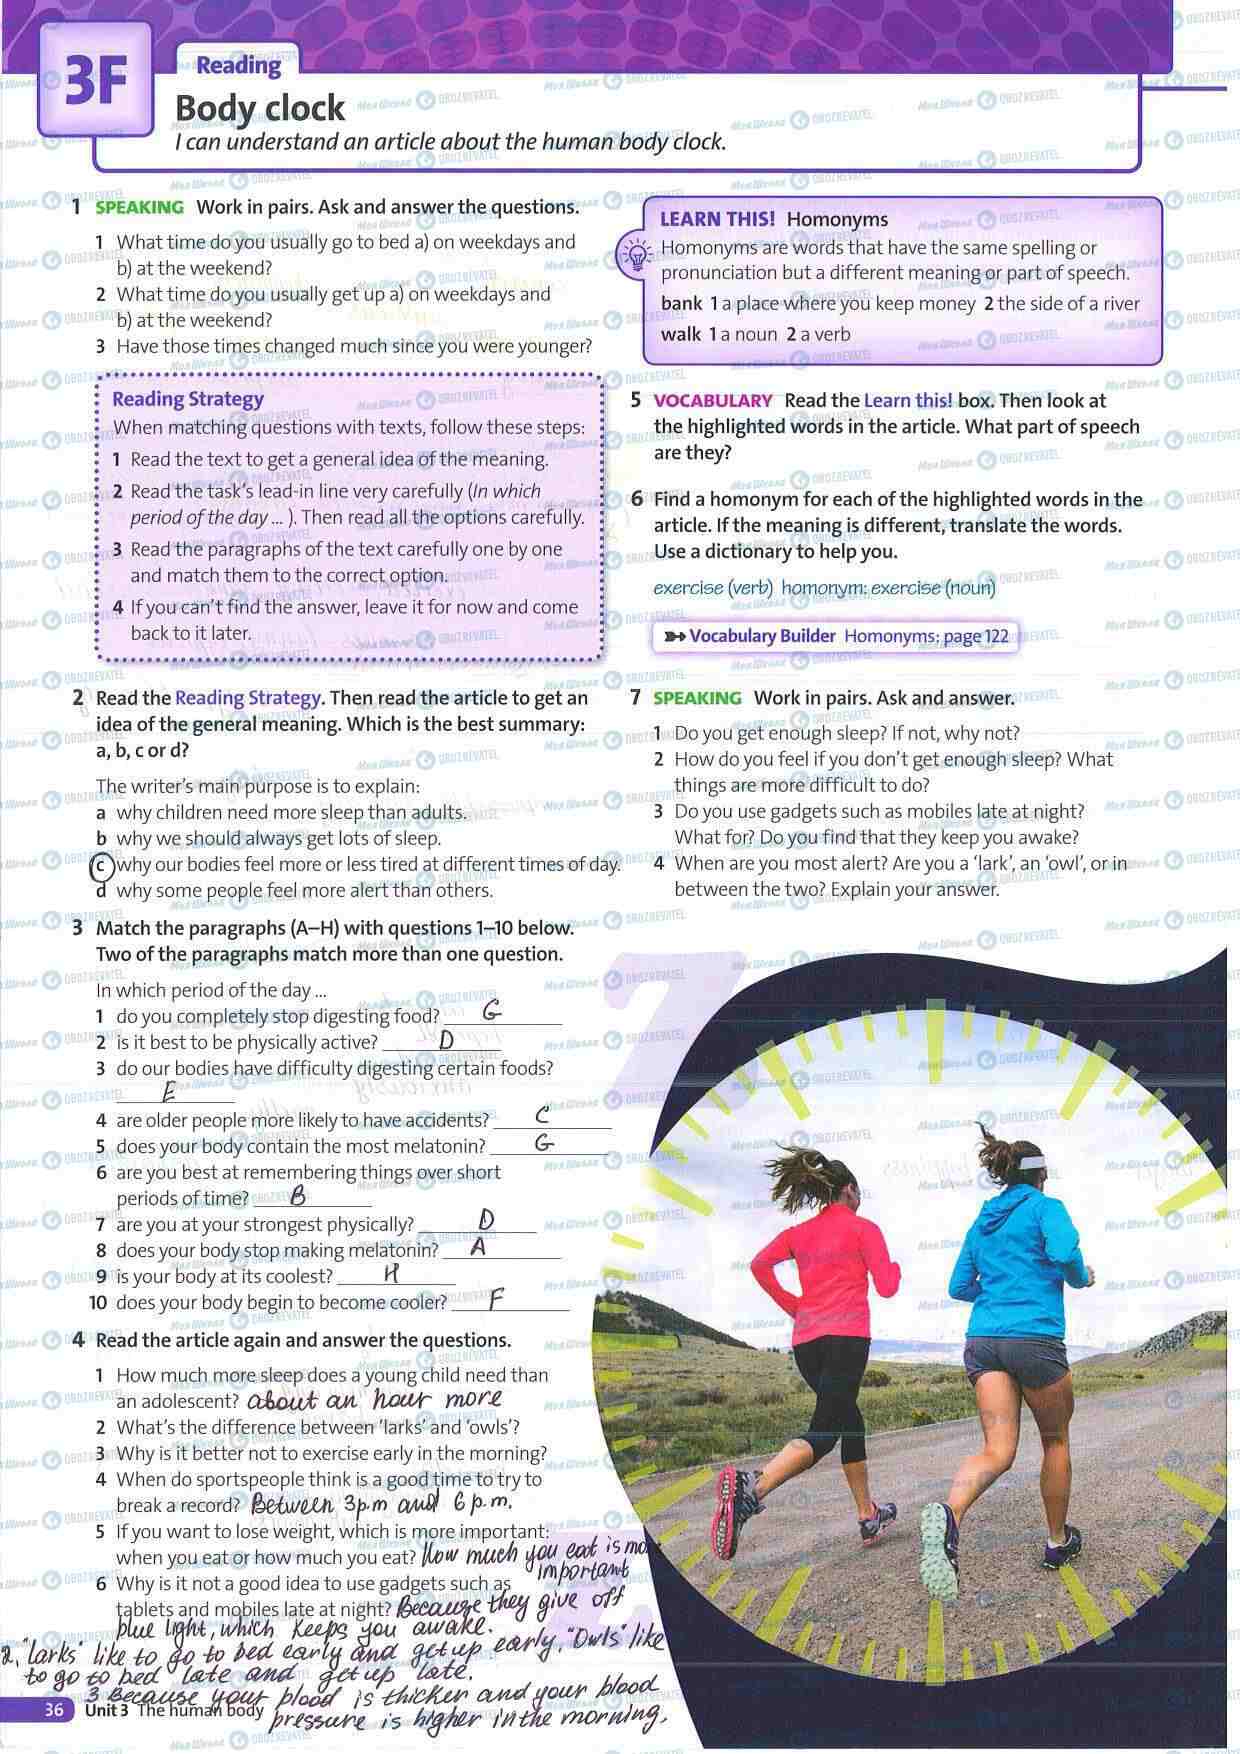 3F
Reading
Body clock
I can understand an article about the human body clock.
1 SPEAKING Work in pairs. Ask and answer the questions.
1 What time do you usually go to bed a) on weekdays and
b) at the weekend?
2 What time do you usually get up a) on weekdays and
b) at the weekend?
3 Have those times changed much since you were younger?
Reading Strategy
When matching questions with texts, follow these steps:
1 Read the text to get a general idea of the meaning.
2 Read the task's lead-in line very carefully (In which
period of the day ... ). Then read all the options carefully.
3 Read the paragraphs of the text carefully one by one
and match them to the correct option.
4 If you can't find the answer, leave it for now and come
back to it later.
2 Read the Reading Strategy. Then read the article to get an
idea of the general meaning. Which is the best summary:
a, b, c or d?
The writer's main purpose is to explain:
a why children need more sleep than adults.
b why we should always get lots of sleep.
c why our bodies feel more or less tired at different times of day.
d why some people feel more alert than others.
3 Match the paragraphs (A–H) with questions 1–10 below.
Two of the paragraphs match more than one question.
In which period of the day ...
1 do you completely stop digesting food? G
2 is it best to be physically active? D
3 do our bodies have difficulty digesting certain foods?
E
4 are older people more likely to have accidents? C
5 does your body contain the most melatonin? G
6 are you best at remembering things over short
periods of time? B
7 are you at your strongest physically? D
8 does your body stop making melatonin? A
9 is your body at its coolest? H
10 does your body begin to become cooler? F
4 Read the article again and answer the questions.
1 How much more sleep does a young child need than
an adolescent? about an hour more
2 What's the difference between 'larks' and 'owls'?
3 Why is it better not to exercise early in the morning?
4 When do sportspeople think is a good time to try to
break a record? Between 3p.m and 6 p.m.
5 If you want to lose weight, which is more important:
when you eat or how much you eat? How much you eat is
important
6 Why is it not a good idea to use gadgets such as
tablets and mobiles late at night? Because they give off
blue light, which keeps you awake.
2. "larks" like to go to bed early and get up early, "Owls" like
to go to bed late and get up late.
3 Because your blood is thicker and your blood
pressure is higher in the morning.
36 Unit 3 The human body
LEARN THIS! Homonyms
Homonyms are words that have the same spelling or
pronunciation but a different meaning or part of speech.
bank 1 a place where you keep money 2 the side of a river
walk 1 a noun 2 a verb
5 VOCABULARY Read the Learn this! box. Then look at
the highlighted words in the article. What part of speech
are they?
6 Find a homonym for each of the highlighted words in the
article. If the meaning is different, translate the words.
Use a dictionary to help you.
exercise (verb) homonym: exercise (noun)
Vocabulary Builder Homonyms: page 122
7 SPEAKING Work in pairs. Ask and answer.
1 Do you get enough sleep? If not, why not?
2 How do you feel if you don't get enough sleep? What
things are more difficult to do?
3 Do you use gadgets such as mobiles late at night?
What for? Do you find that they keep you awake?
4 When are you most alert? Are you a 'lark', an 'owl', or in
between the two? Explain your answer.